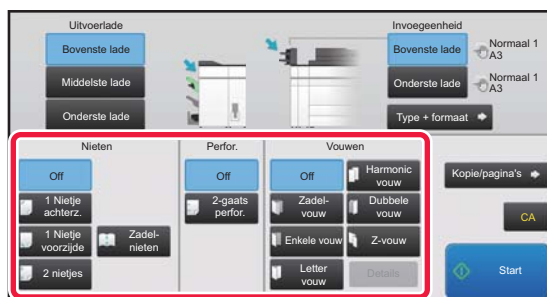 Uitvoerlade
Invoegeenheid
Bovenste lade
Bovenste lade
Normaal 1
A3
Middelste lade
Onderste lade
Normaal 1
A3
Onderste lade
Type + formaat
Nieten
Perfor.
Vouwen
Off
Off
Off
Harmonic
vouw
Kopie/pagina's
1 Nietje
achterz.
2-gaats
perfor.
Zadel-
vouw
Dubbele
vouw
CA
1 Nietje
voorzijde
Zadel-
nieten
Enkele vouw
Z-vouw
2 nietjes
Letter
vouw
Details
Start